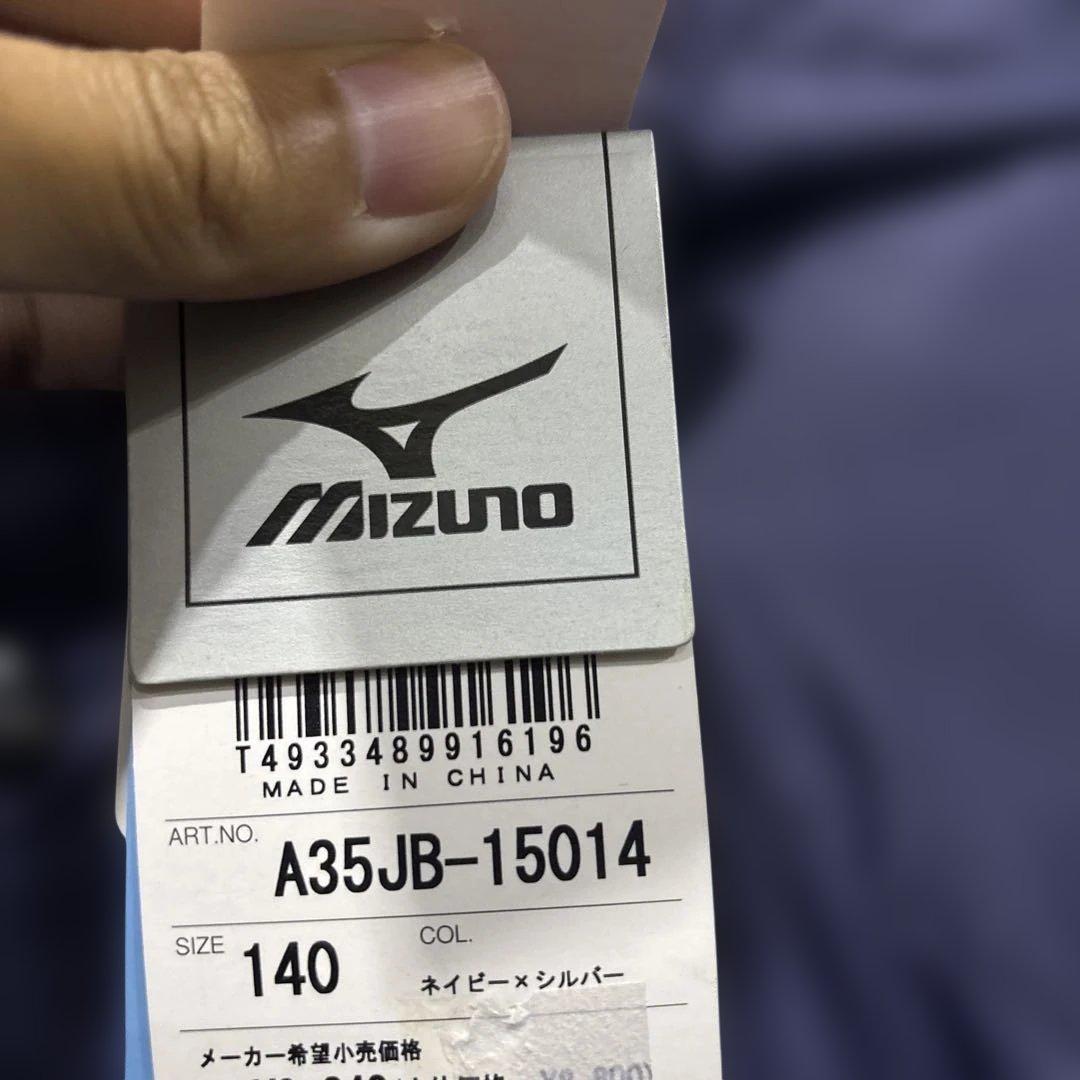 MIZUNO
T4933489916196
MADE IN CHINA
ART.NO.
A35JB-15014
SIZE 140
COL.
ネイビー×シルバー
メーカー希望小売価格